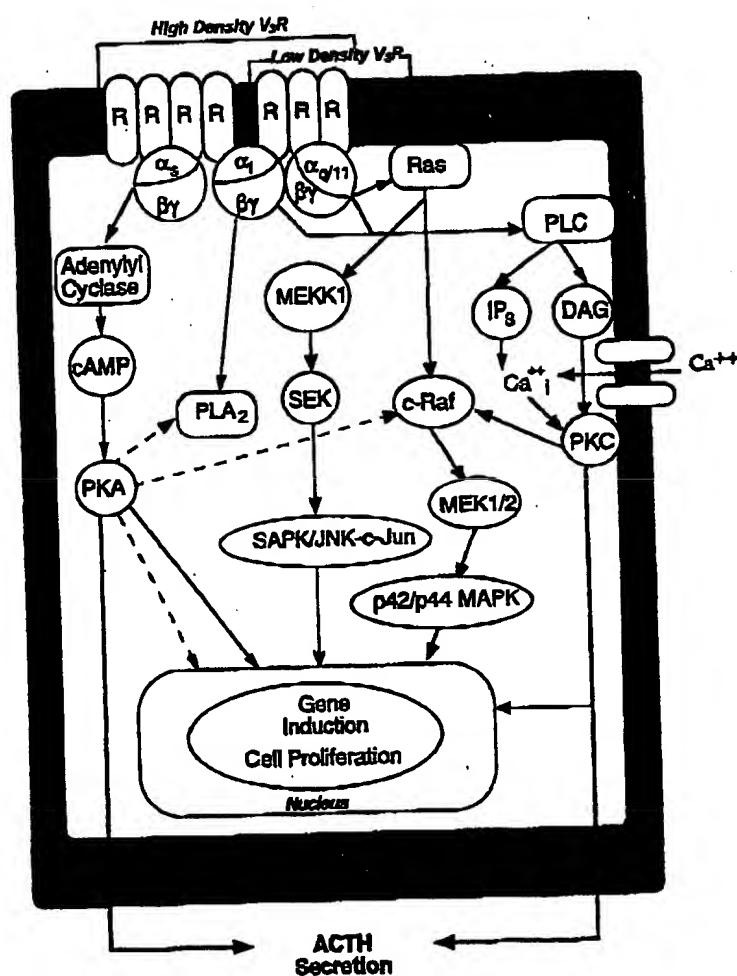 High Density V₃R
Low Density V₃R
R R R R R R R
αₛ αᵢ α_q/11
βγ βγ βγ
Ras
PLC
Adenylyl
Cyclase
MEKK1
IP₃ DAG
cAMP
Ca⁺⁺ᵢ
Ca⁺⁺
SEK
PLA₂
c-Raf
PKC
PKA
MEK1/2
SAPK/JNK-c-Jun
p42/p44 MAPK
Gene
Induction
Cell Proliferation
Nucleus
ACTH
Secretion